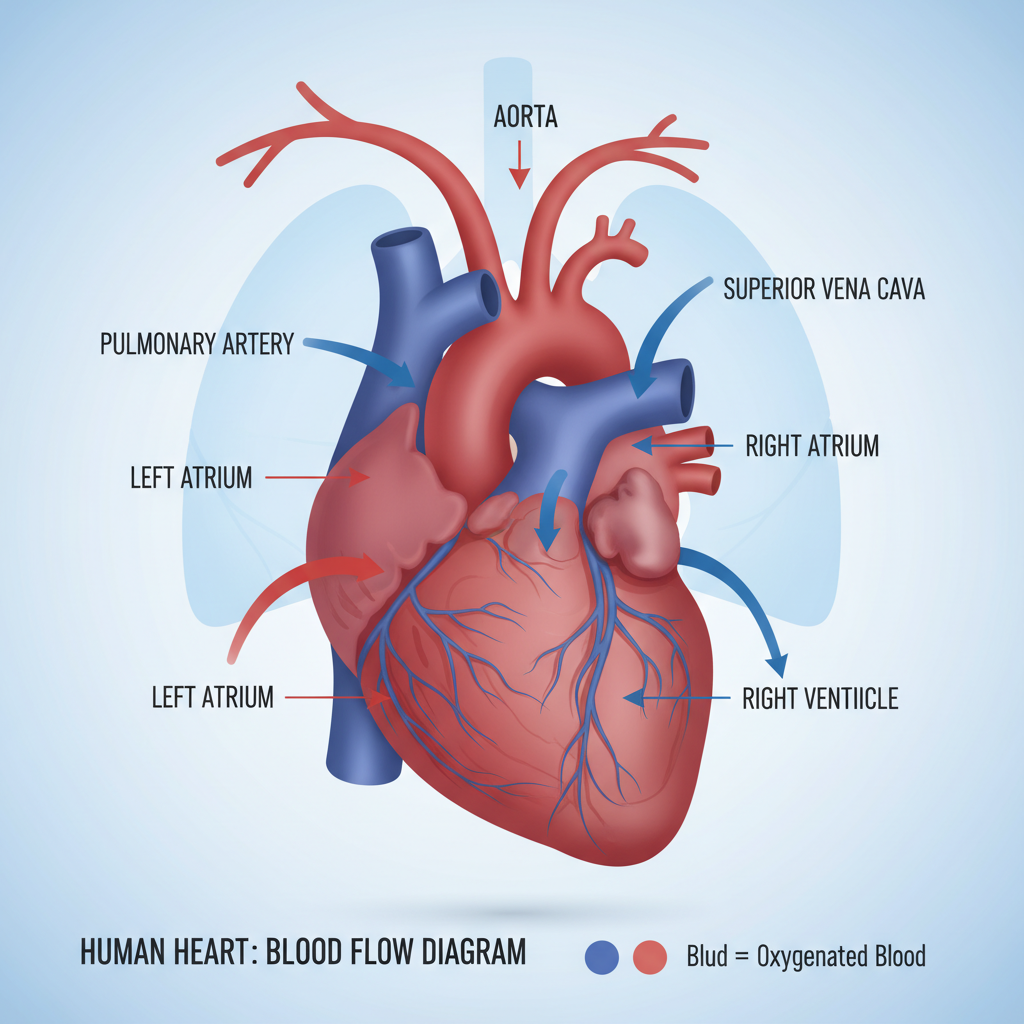 AORTA
SUPERIOR VENA CAVA
PULMONARY ARTERY
RIGHT ATRIUM
LEFT ATRIUM
LEFT ATRIUM
RIGHT VENTIICLE
HUMAN HEART: BLOOD FLOW DIAGRAM
Blud = Oxygenated Blood